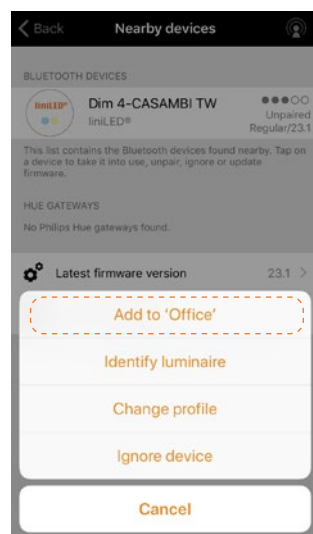 Back
Nearby devices
BLUETOOTH DEVICES
liniLED®
Dim 4-CASAMBI TW
liniLED®
Unpaired
Regular/23.1
This list contains the Bluetooth devices found nearby. Tap on
a device to take it into use, unpair, ignore or update
firmware.
HUE GATEWAYS
No Philips Hue gateways found.
Latest firmware version
23.1
Add to ‘Office’
Identify luminaire
Change profile
Ignore device
Cancel